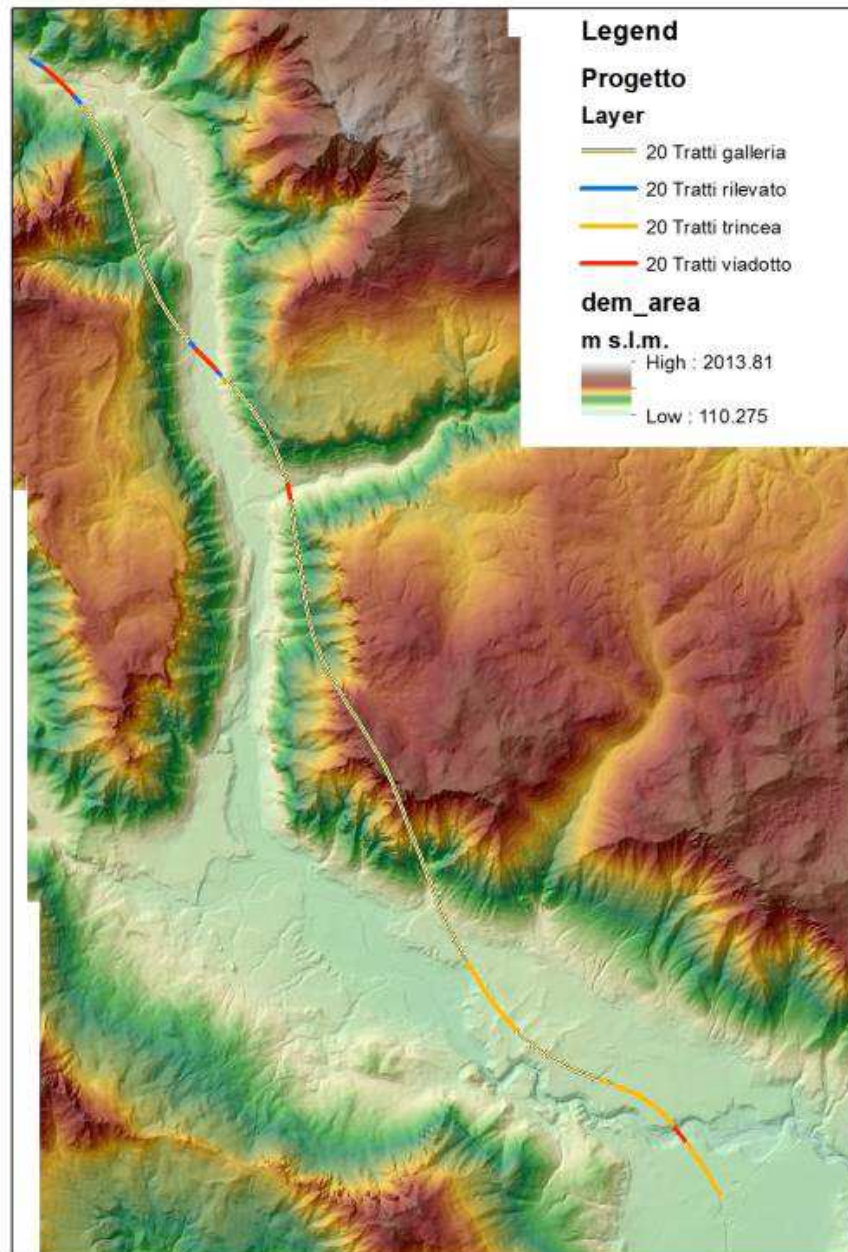 Legend
Progetto
Layer
20 Tratti galleria
20 Tratti rilevato
20 Tratti trincea
20 Tratti viadotto
dem_area
m s.l.m.
High : 2013.81
Low : 110.275